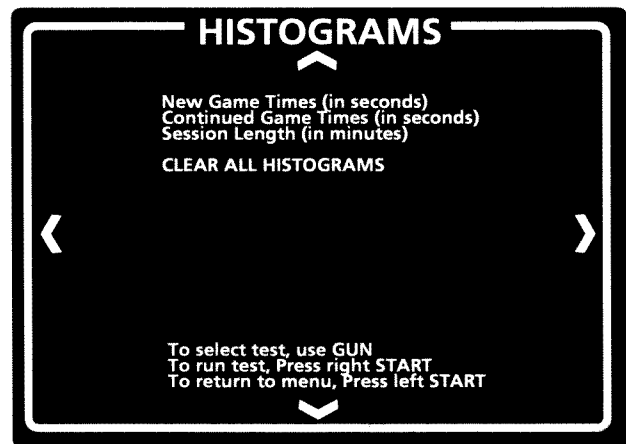 HISTOGRAMS
New Game Times (in seconds)
Continued Game Times (in seconds)
Session Length (in minutes)
CLEAR ALL HISTOGRAMS
To select test, use GUN
To run test, Press right START
To return to menu, Press left START